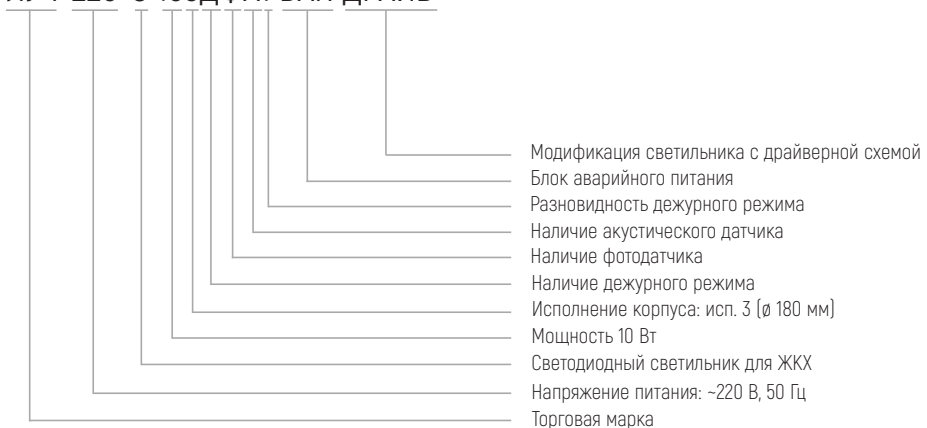 Модификация светильника с драйверной схемой
Блок аварийного питания
Разновидность дежурного режима
Наличие акустического датчика
Наличие фотодатчика
Наличие дежурного режима
Исполнение корпуса: исп. 3 (ø 180 мм)
Мощность 10 Вт
Светодиодный светильник для ЖКХ
Напряжение питания: ~220 В, 50 Гц
Торговая марка